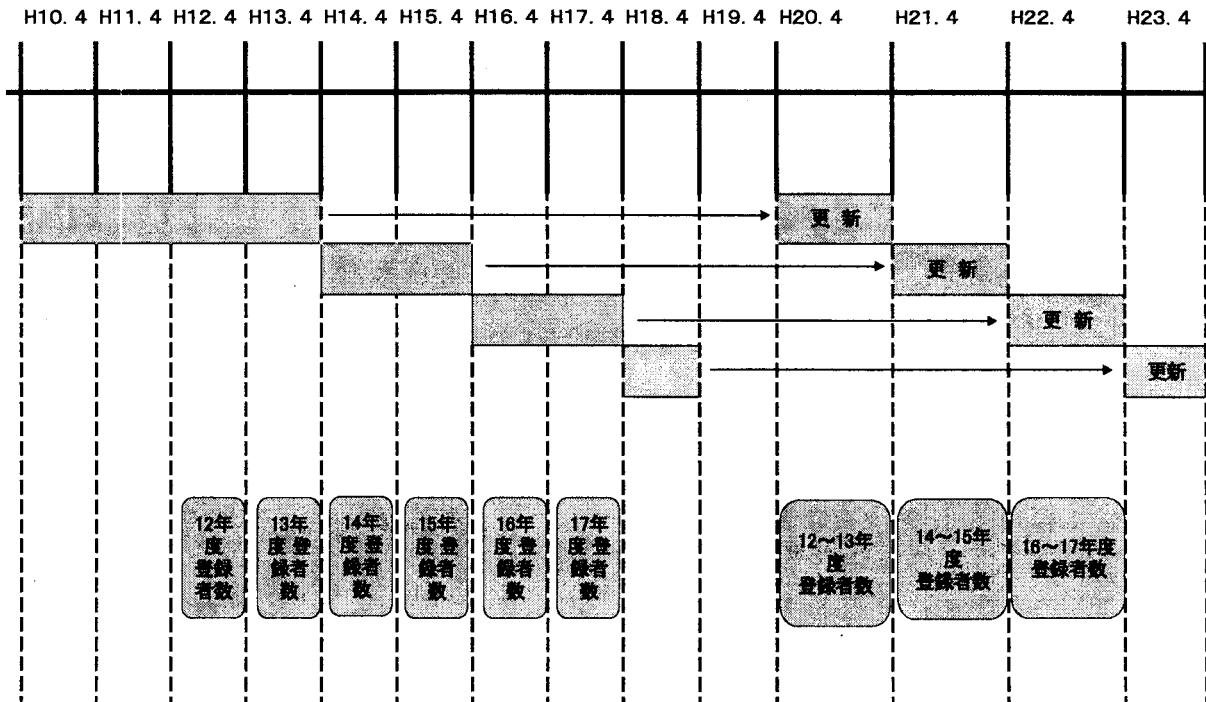 H10. 4 H11. 4 H12. 4 H13. 4 H14. 4 H15. 4 H16. 4 H17. 4 H18. 4 H19. 4 H20. 4 H21. 4 H22. 4 H23. 4
更 新
更 新
更 新
更新
12年
度 登録
者数
13年
度 登
録者
数
14年
度 登
録者
数
15年
度 登
録者
数
16年
度 登
録者
数
17年
度 登
録者
数
12～13年
度
登録者数
14～15年
度
登録者数
16～17年度
登録者数